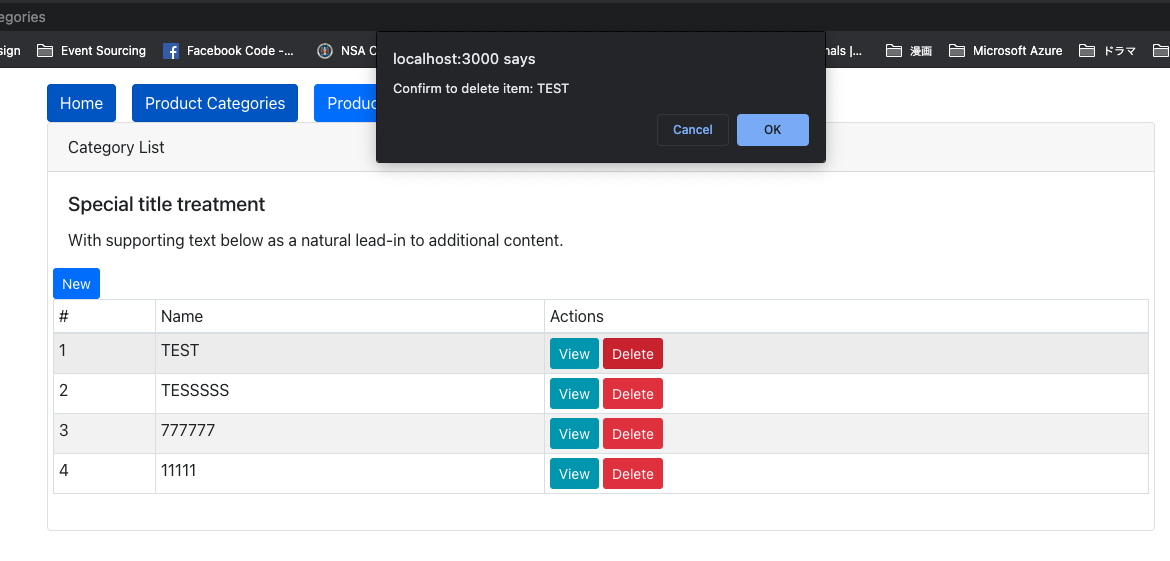 egories
sign Event Sourcing Facebook Code -... NSA nals |... 漫画 Microsoft Azure ドラマ
localhost:3000 says
Confirm to delete item: TEST
Cancel OK
Home Product Categories Produc
Category List
Special title treatment
With supporting text below as a natural lead-in to additional content.
New
# Name Actions
1 TEST View Delete
2 TESSSSS View Delete
3 777777 View Delete
4 11111 View Delete